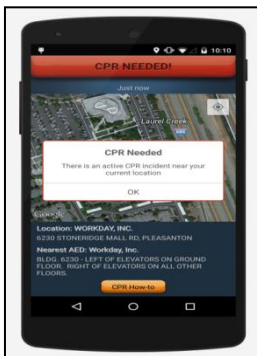 10:10
CPR NEEDED!
Just now
Laurel Creek
CPR Needed
There is an active CPR incident near your
current location
OK
Google
Location: WORKDAY, INC.
6230 STONERIDGE MALL RD, PLEASANTON
Nearest AED: Workday, Inc.
BLDG. 6230 - LEFT OF ELEVATORS ON GROUND
FLOOR. RIGHT OF ELEVATORS ON ALL OTHER
FLOORS.
CPR How-to